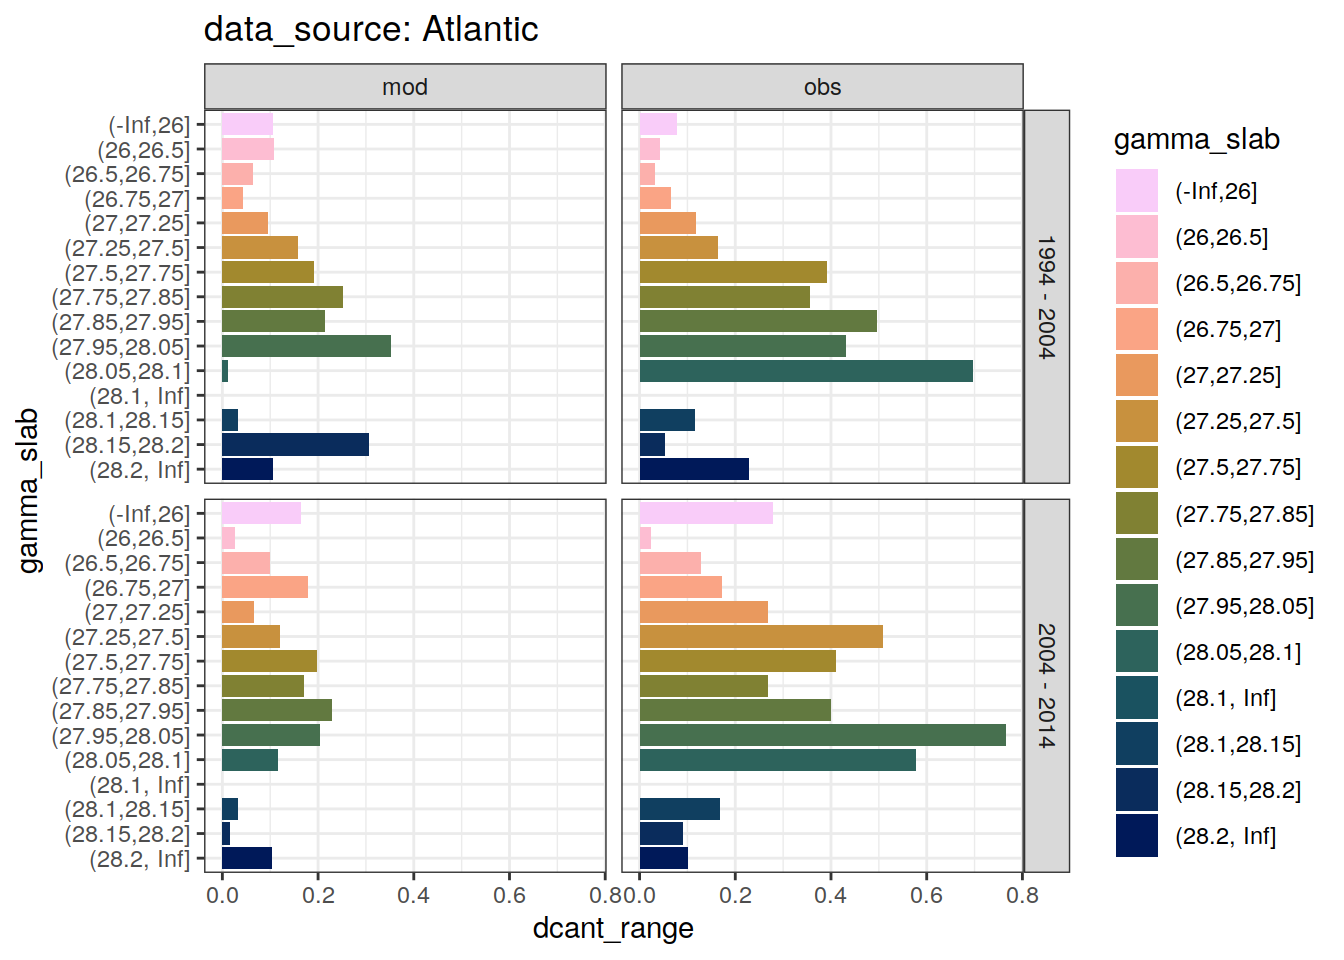 data_source: Atlantic
mod
obs
(-Inf,26]
(26,26.5]
(26.5,26.75]
(26.75,27]
(27,27.25]
(27.25,27.5]
(27.5,27.75]
(27.75,27.85]
(27.85,27.95]
(27.95,28.05]
(28.05,28.1]
(28.1, Inf]
(28.1,28.15]
(28.15,28.2]
(28.2, Inf]
1994 - 2004
(-Inf,26]
(26,26.5]
(26.5,26.75]
(26.75,27]
(27,27.25]
(27.25,27.5]
(27.5,27.75]
(27.75,27.85]
(27.85,27.95]
(27.95,28.05]
(28.05,28.1]
(28.1, Inf]
(28.1,28.15]
(28.15,28.2]
(28.2, Inf]
2004 - 2014
gamma_slab
0.0 0.2 0.4 0.6 0.8
0.0 0.2 0.4 0.6 0.8
dcant_range
gamma_slab
(-Inf,26]
(26,26.5]
(26.5,26.75]
(26.75,27]
(27,27.25]
(27.25,27.5]
(27.5,27.75]
(27.75,27.85]
(27.85,27.95]
(27.95,28.05]
(28.05,28.1]
(28.1, Inf]
(28.1,28.15]
(28.15,28.2]
(28.2, Inf]